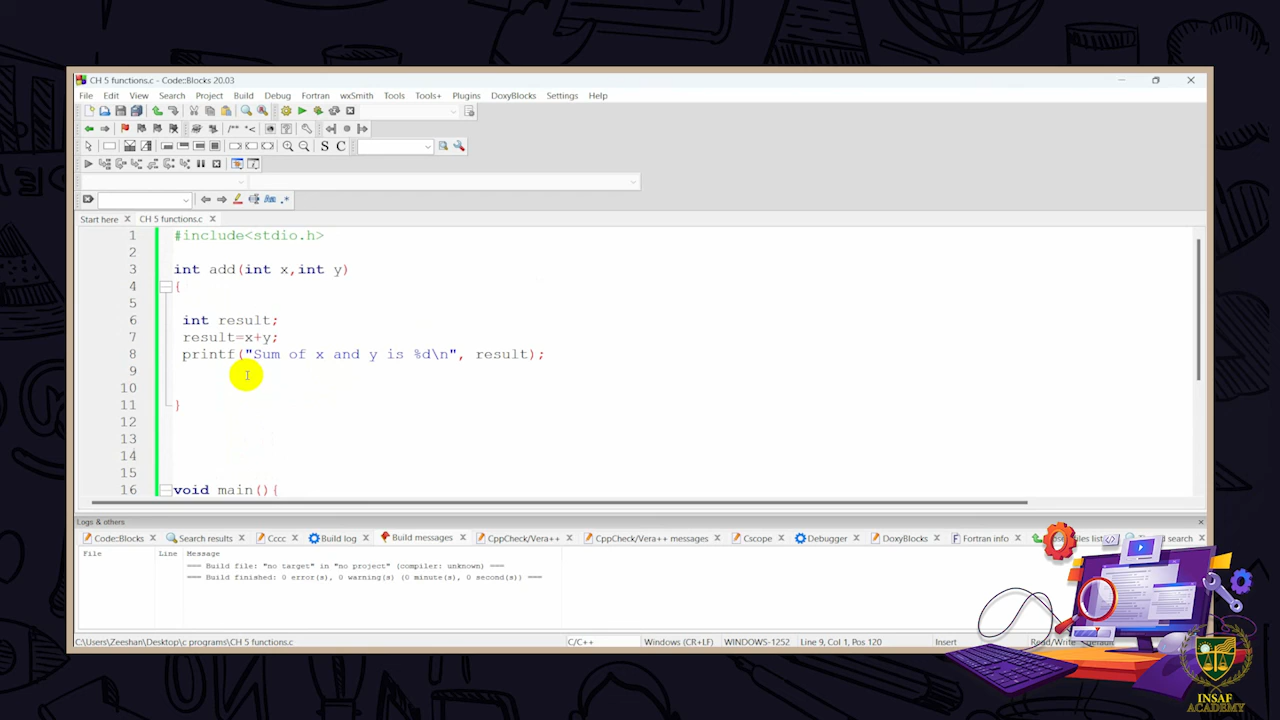 CH 5 functions.c - Code::Blocks 20.03
File Edit View Search Project Build Debug Fortran wxSmith Tools Tools+ Plugins DoxyBlocks Settings Help
S C
Start here CH 5 functions.c
1 #include<stdio.h>
2
3 int add(int x,int y)
4 {
5
6 int result;
7 result=x+y;
8 printf("Sum of x and y is %d\n", result);
9
10
11 }
12
13
14
15
16 void main(){
Logs & others
Code::Blocks Search results Cccc Build log Build messages CppCheck/Vera++ CppCheck/Vera++ messages Cscope Debugger DoxyBlocks Fortran info search
File Line Message
=== Build file: "no target" in "no project" (compiler: unknown) ===
=== Build finished: 0 error(s), 0 warning(s) (0 minute(s), 0 second(s)) ===
C:\Users\Zeeshan\Desktop\c programs\CH 5 functions.c C/C++ Windows (CR+LF) WINDOWS-1252 Line 9, Col 1, Pos 120 Insert Read/Write
INSAF
ACADEMY